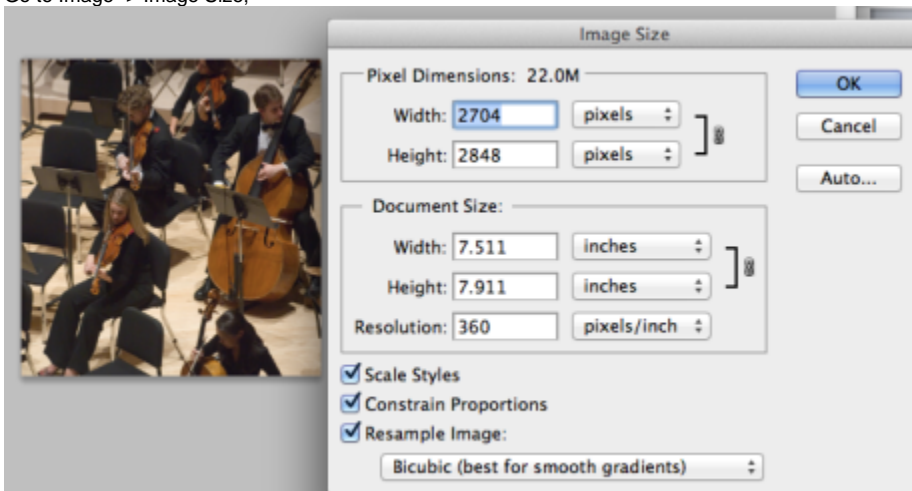 Go to Image -> Image Size;
Image Size
Pixel Dimensions: 22.0M
Width: 2704 pixels
Height: 2848 pixels
Document Size:
Width: 7.511 inches
Height: 7.911 inches
Resolution: 360 pixels/inch
Scale Styles
Constrain Proportions
Resample Image:
Bicubic (best for smooth gradients)
OK
Cancel
Auto...